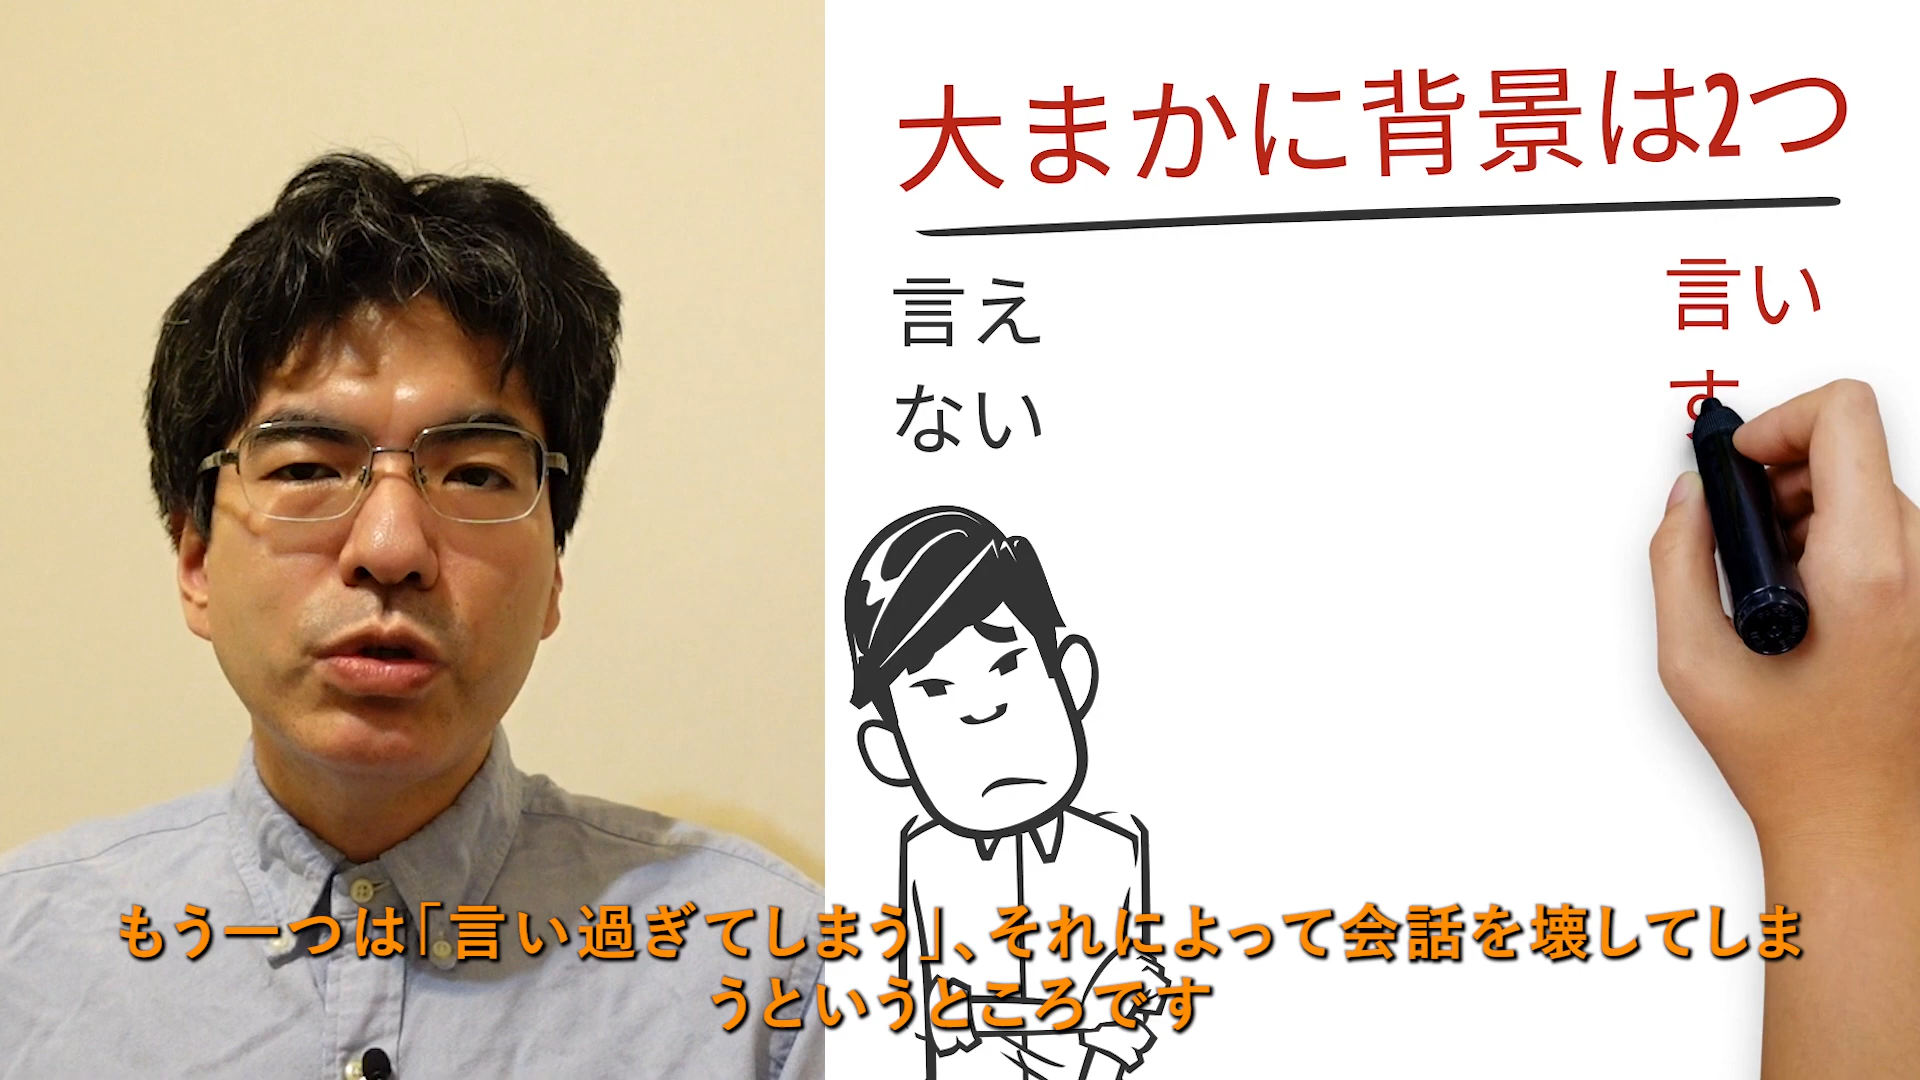 大まかに背景は2つ
言え
ない
言い
す
もう一つは「言い過ぎてしまう」、それによって会話を壊してしま
うというところです